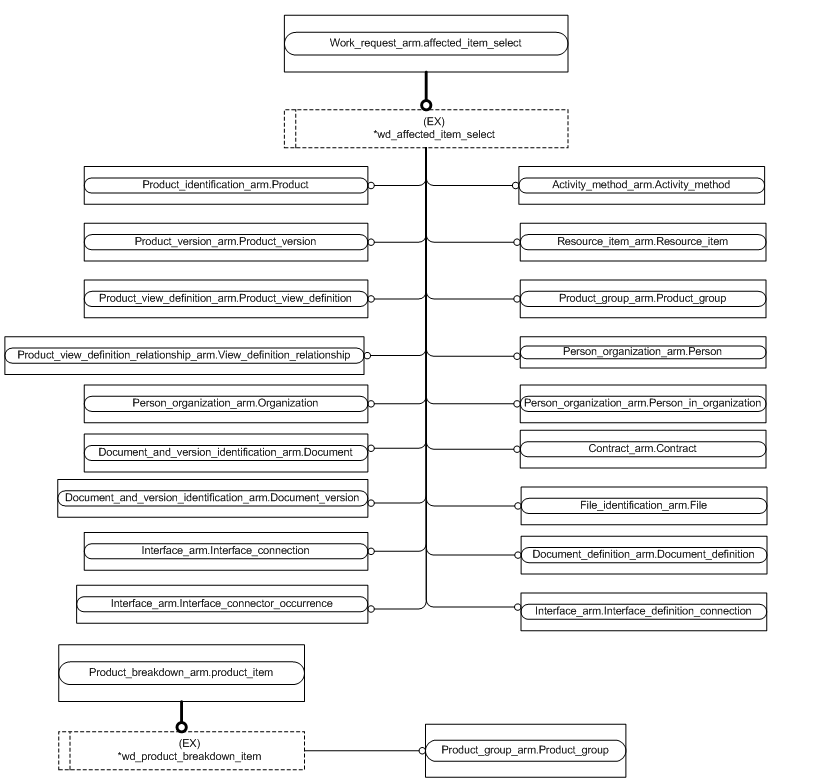 Work_request_arm.affected_item_select
(EX)
*wd_affected_item_select
Product_identification_arm.Product
Activity_method_arm.Activity_method
Product_version_arm.Product_version
Resource_item_arm.Resource_item
Product_view_definition_arm.Product_view_definition
Product_group_arm.Product_group
Product_view_definition_relationship_arm.View_definition_relationship
Person_organization_arm.Person
Person_organization_arm.Organization
Person_organization_arm.Person_in_organization
Document_and_version_identification_arm.Document
Contract_arm.Contract
Document_and_version_identification_arm.Document_version
File_identification_arm.File
Interface_arm.Interface_connection
Document_definition_arm.Document_definition
Interface_arm.Interface_connector_occurrence
Interface_arm.Interface_definition_connection
Product_breakdown_arm.product_item
(EX)
*wd_product_breakdown_item
Product_group_arm.Product_group